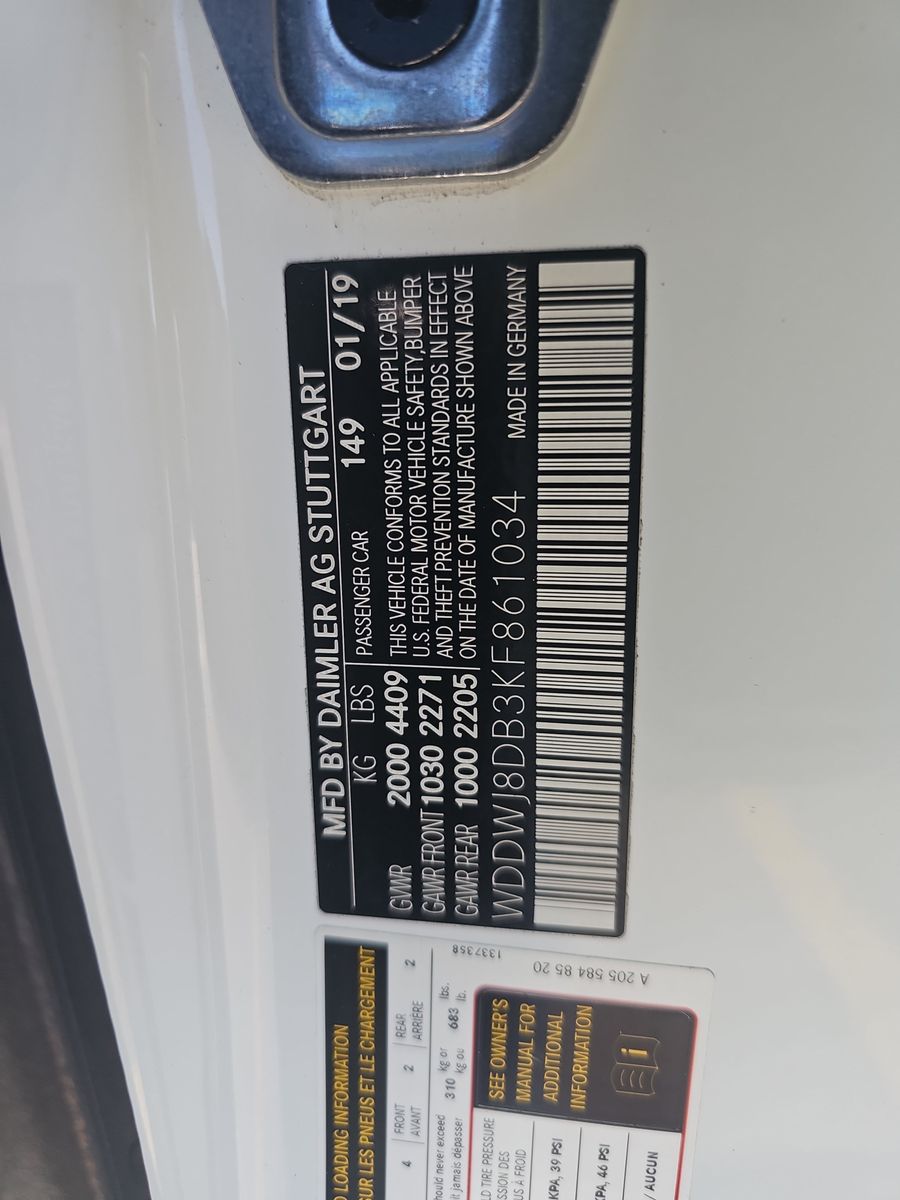 MFD BY DAIMLER AG STUTTGART
KG LBS PASSENGER CAR 149 01/19
GVWR 2000 4409 THIS VEHICLE CONFORMS TO ALL APPLICABLE
GAWR FRONT 1030 2271 U.S. FEDERAL MOTOR VEHICLE SAFETY,BUMPER
AND THEFT PREVENTION STANDARDS IN EFFECT
GAWR REAR 1000 2205 ON THE DATE OF MANUFACTURE SHOWN ABOVE
WDDWJ8DB3KF861034 MADE IN GERMANY
LOADING INFORMATION
SUR LES PNEUS ET LE CHARGEMENT
4 FRONT 2 REAR 2
AVANT ARRIÈRE
should never exceed 310 kg or 683 lbs.
jamais dépasser kg ou lb.
1337358
TIRE PRESSURE
À FROID
KPA, 39 PSI
KPA, 46 PSI
/ AUCUN
SEE OWNER'S
MANUAL FOR
ADDITIONAL
INFORMATION
i
A 205 584 85 20